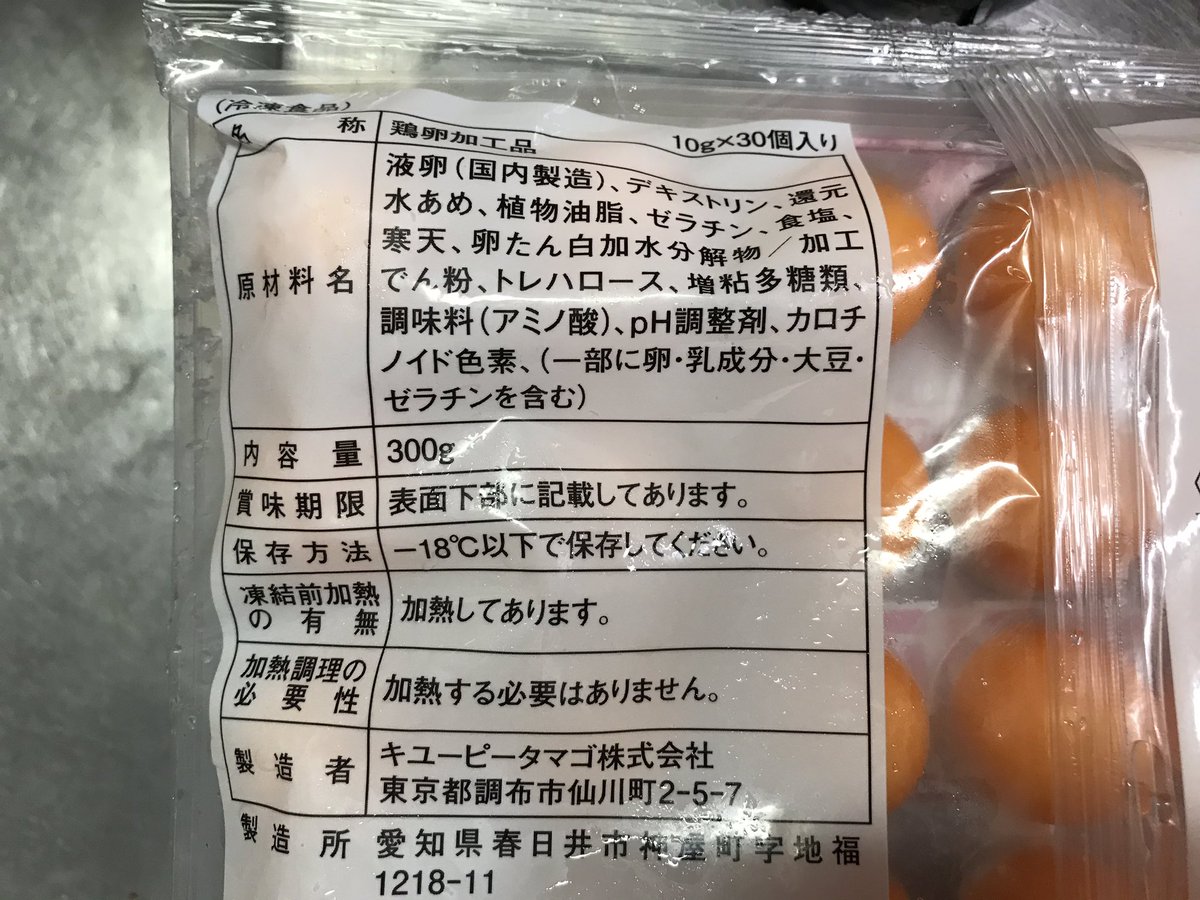 (冷凍食品)
名称 鶏卵加工品 10g×30個入り
原材料名 液卵(国内製造)、デキストリン、還元
水あめ、植物油脂、ゼラチン、食塩、
寒天、卵たん白加水分解物／加工
でん粉、トレハロース、増粘多糖類、
調味料(アミノ酸)、pH調整剤、カロチ
ノイド色素、(一部に卵・乳成分・大豆・
ゼラチンを含む)
内容量 300g
賞味期限 表面下部に記載してあります。
保存方法 −18℃以下で保存してください。
凍結前加熱
の有無 加熱してあります。
加熱調理の
必要性 加熱する必要はありません。
製造者 キユーピータマゴ株式会社
東京都調布市仙川町2-5-7
製造所 愛知県春日井市神屋町字地福
1218-11